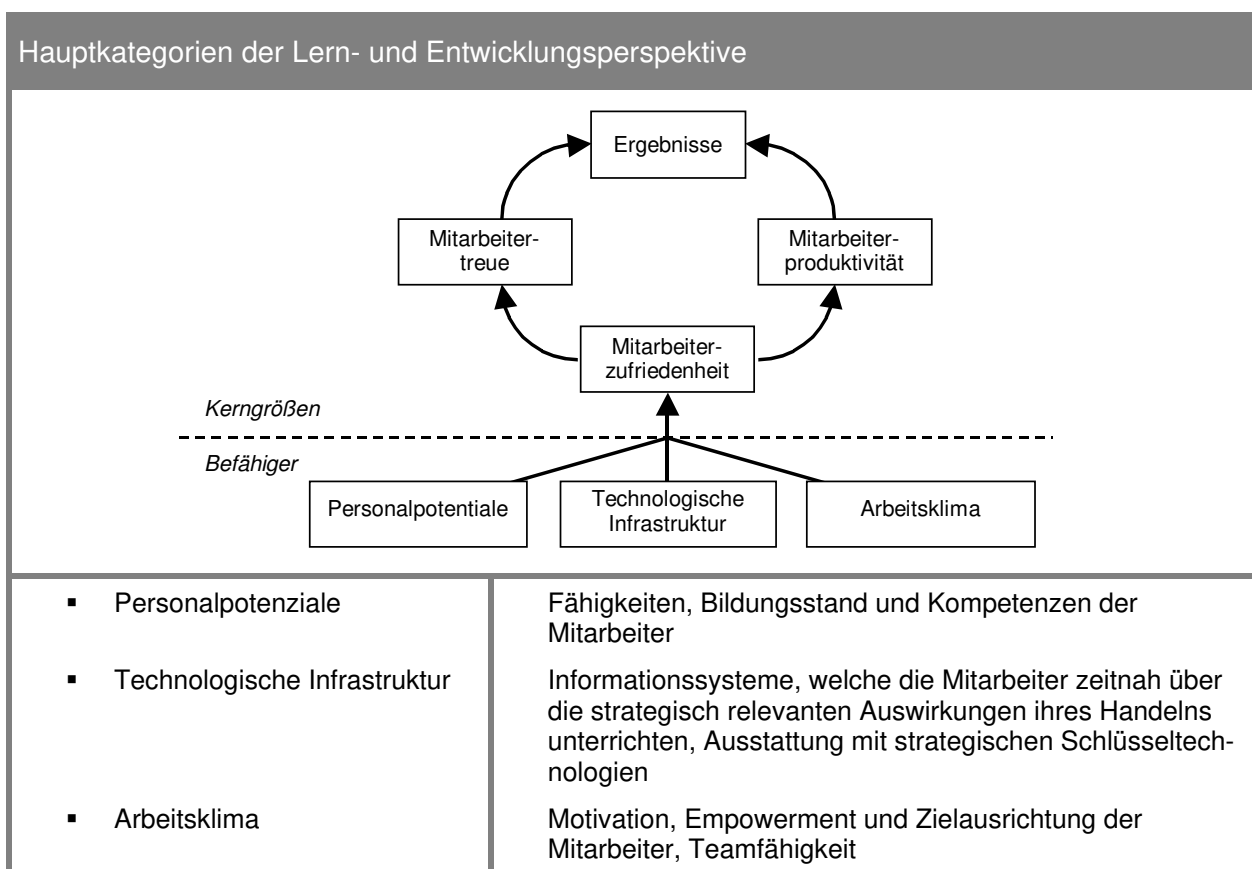 Hauptkategorien der Lern- und Entwicklungsperspektive
Ergebnisse
Mitarbeiter-
treue
Mitarbeiter-
produktivität
Mitarbeiter-
zufriedenheit
Kerngrößen
Befähiger
Personalpotentiale
Technologische
Infrastruktur
Arbeitsklima
▪ Personalpotenziale
Fähigkeiten, Bildungsstand und Kompetenzen der
Mitarbeiter
▪ Technologische Infrastruktur
Informationssysteme, welche die Mitarbeiter zeitnah über
die strategisch relevanten Auswirkungen ihres Handelns
unterrichten, Ausstattung mit strategischen Schlüsseltech-
nologien
▪ Arbeitsklima
Motivation, Empowerment und Zielausrichtung der
Mitarbeiter, Teamfähigkeit